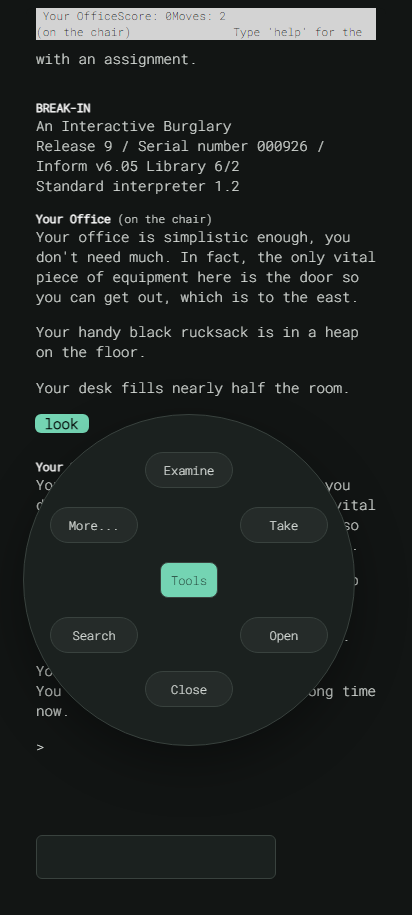 Your OfficeScore: 0Moves: 2
(on the chair) Type 'help' for the
with an assignment.
BREAK-IN
An Interactive Burglary
Release 9 / Serial number 000926 /
Inform v6.05 Library 6/2
Standard interpreter 1.2
Your Office (on the chair)
Your office is simplistic enough, you
don't need much. In fact, the only vital
piece of equipment here is the door so
you can get out, which is to the east.
Your handy black rucksack is in a heap
on the floor.
Your desk fills nearly half the room.
look
Your
Examine
you
vital
More...
Take
so
Tools
Search
Open
Close
You
time
now.
>